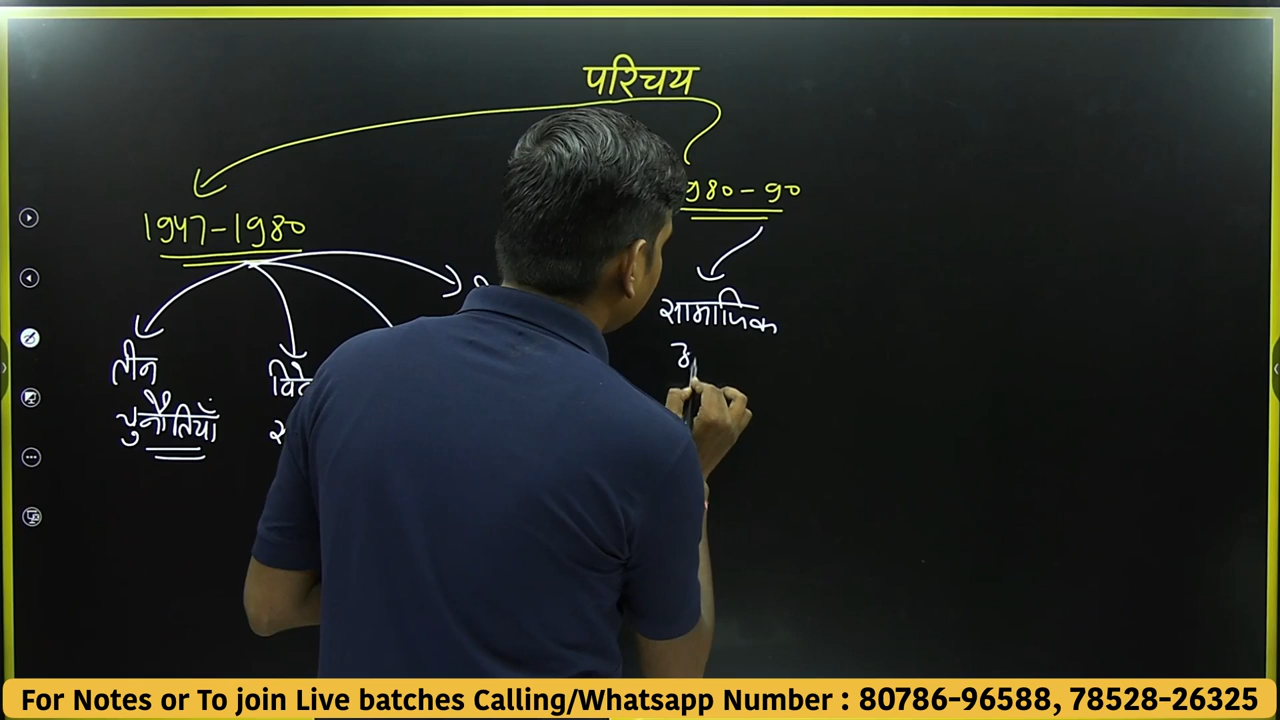 परिचय
1947-1980
980-90
तीन
चुनौतियाँ
सामाजिक
For Notes or To join Live batches Calling/Whatsapp Number : 80786-96588, 78528-26325